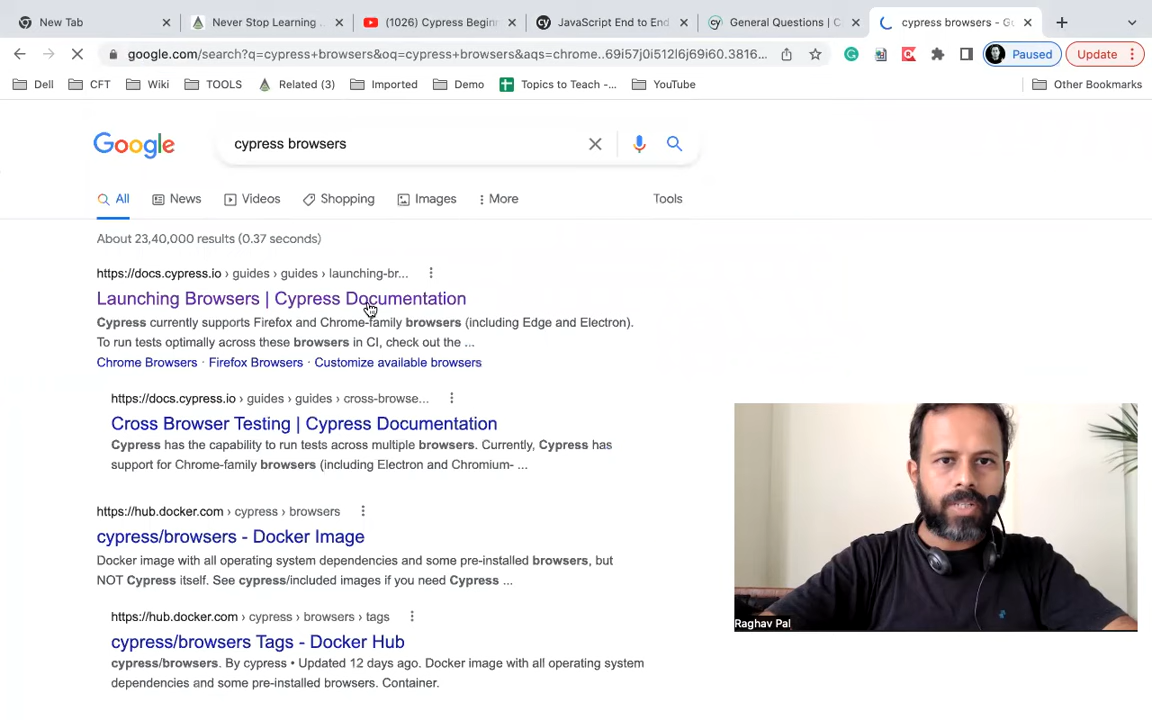 New Tab
Never Stop Learning
(1026) Cypress Beginn
JavaScript End to End
General Questions | C
cypress browsers - Go
google.com/search?q=cypress+browsers&oq=cypress+browsers&aqs=chrome..69i57j0i512l6j69i60.3816...
Paused
Update
Dell
CFT
Wiki
TOOLS
Related (3)
Imported
Demo
Topics to Teach -...
YouTube
Other Bookmarks
Google
cypress browsers
All
News
Videos
Shopping
Images
More
Tools
About 23,40,000 results (0.37 seconds)
https://docs.cypress.io › guides › guides › launching-br...
Launching Browsers | Cypress Documentation
Cypress currently supports Firefox and Chrome-family browsers (including Edge and Electron).
To run tests optimally across these browsers in CI, check out the ...
Chrome Browsers · Firefox Browsers · Customize available browsers
https://docs.cypress.io › guides › guides › cross-browse...
Cross Browser Testing | Cypress Documentation
Cypress has the capability to run tests across multiple browsers. Currently, Cypress has
support for Chrome-family browsers (including Electron and Chromium- ...
https://hub.docker.com › cypress › browsers
cypress/browsers - Docker Image
Docker image with all operating system dependencies and some pre-installed browsers, but
NOT Cypress itself. See cypress/included images if you need Cypress ...
https://hub.docker.com › cypress › browsers › tags
cypress/browsers Tags - Docker Hub
cypress/browsers. By cypress • Updated 12 days ago. Docker image with all operating system
dependencies and some pre-installed browsers. Container.
Raghav Pal